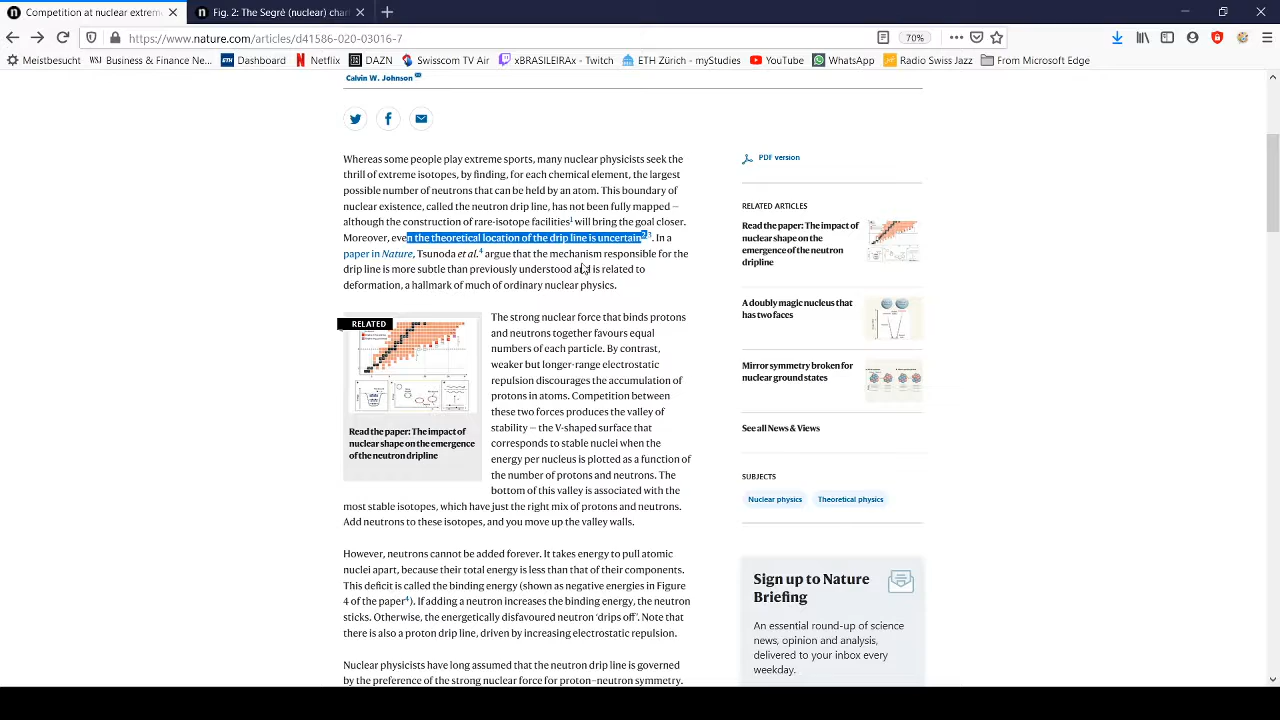 Competition at nuclear extrem
Fig. 2: The Segré (nuclear) char
https://www.nature.com/articles/d41586-020-03016-7
70%
Meistbesucht
Business & Finance/We...
Dashboard
Netflix
DAZN
Swisscom TV Air
xBRASILEIRAx - Twitch
ETH Zürich - myStudies
YouTube
WhatsApp
Radio Swiss Jazz
From Microsoft Edge
Calvin W. Johnson
Whereas some people play extreme sports, many nuclear physicists seek the
thrill of extreme isotopes, by finding, for each chemical element, the largest
possible number of neutrons that can be held by an atom. This boundary of
nuclear existence, called the neutron drip line, has not been fully mapped –
although the construction of rare-isotope facilities1 will bring the goal closer.
Moreover, even the theoretical location of the drip line is uncertain2,3. In a
paper in Nature, Tsunoda et al.4 argue that the mechanism responsible for the
drip line is more subtle than previously understood and is related to
deformation, a hallmark of much of ordinary nuclear physics.
RELATED
Read the paper: The impact of
nuclear shape on the emergence
of the neutron dripline
The strong nuclear force that binds protons
and neutrons together favours equal
numbers of each particle. By contrast,
weaker but longer-range electrostatic
repulsion discourages the accumulation of
protons in atoms. Competition between
these two forces produces the valley of
stability – the V-shaped surface that
corresponds to stable nuclei when the
energy per nucleus is plotted as a function of
the number of protons and neutrons. The
bottom of this valley is associated with the
most stable isotopes, which have just the right mix of protons and neutrons.
Add neutrons to these isotopes, and you move up the valley walls.
However, neutrons cannot be added forever. It takes energy to pull atomic
nuclei apart, because their total energy is less than that of their components.
This deficit is called the binding energy (shown as negative energies in Figure
4 of the paper4). If adding a neutron increases the binding energy, the neutron
sticks. Otherwise, the energetically disfavoured neutron ‘drips off’. Note that
there is also a proton drip line, driven by increasing electrostatic repulsion.
Nuclear physicists have long assumed that the neutron drip line is governed
by the preference of the strong nuclear force for proton–neutron symmetry.
PDF version
RELATED ARTICLES
Read the paper: The impact
of nuclear shape on the
emergence of the neutron
dripline
A doubly magic nucleus that
has two faces
Mirror symmetry broken for
nuclear ground states
See all News & Views
SUBJECTS
Nuclear physics
Theoretical physics
Sign up to Nature
Briefing
An essential round-up of science
news, opinion and analysis,
delivered to your inbox every
weekday.